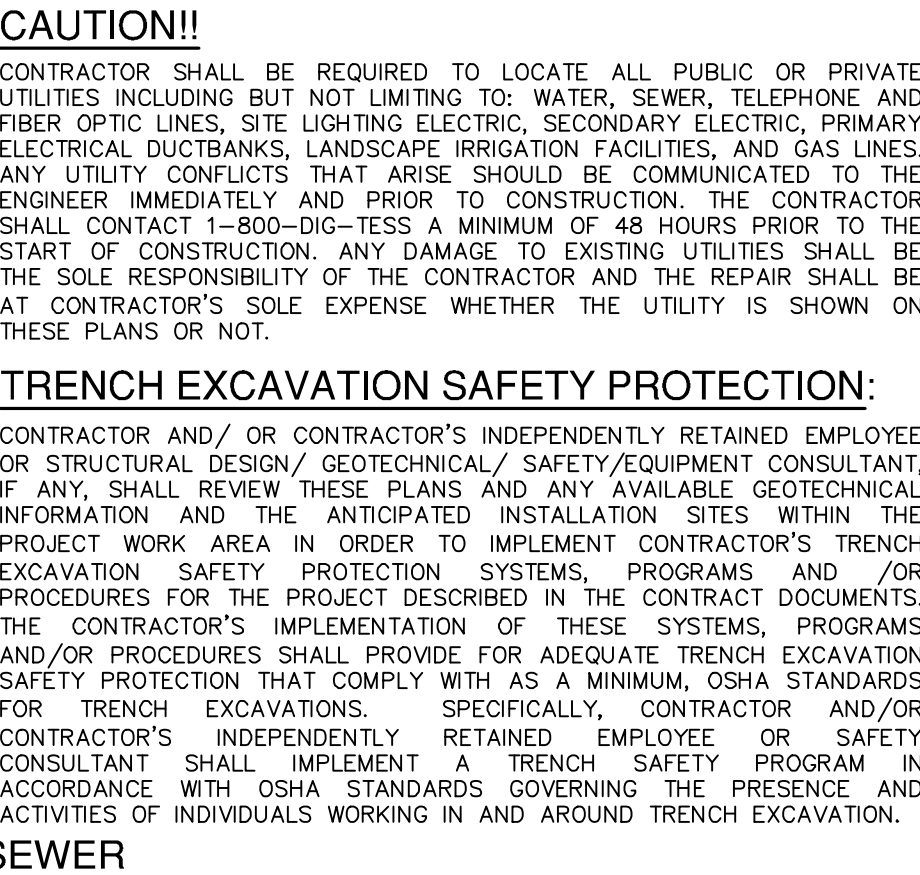 CAUTION!!
CONTRACTOR SHALL BE REQUIRED TO LOCATE ALL PUBLIC OR PRIVATE
UTILITIES INCLUDING BUT NOT LIMITING TO: WATER, SEWER, TELEPHONE AND
FIBER OPTIC LINES, SITE LIGHTING ELECTRIC, SECONDARY ELECTRIC, PRIMARY
ELECTRICAL DUCTBANKS, LANDSCAPE IRRIGATION FACILITIES, AND GAS LINES.
ANY UTILITY CONFLICTS THAT ARISE SHOULD BE COMMUNICATED TO THE
ENGINEER IMMEDIATELY AND PRIOR TO CONSTRUCTION. THE CONTRACTOR
SHALL CONTACT 1-800-DIG-TESS A MINIMUM OF 48 HOURS PRIOR TO THE
START OF CONSTRUCTION. ANY DAMAGE TO EXISTING UTILITIES SHALL BE
THE SOLE RESPONSIBILITY OF THE CONTRACTOR AND THE REPAIR SHALL BE
AT CONTRACTOR'S SOLE EXPENSE WHETHER THE UTILITY IS SHOWN ON
THESE PLANS OR NOT.
TRENCH EXCAVATION SAFETY PROTECTION:
CONTRACTOR AND/ OR CONTRACTOR'S INDEPENDENTLY RETAINED EMPLOYEE
OR STRUCTURAL DESIGN/ GEOTECHNICAL/ SAFETY/EQUIPMENT CONSULTANT,
IF ANY, SHALL REVIEW THESE PLANS AND ANY AVAILABLE GEOTECHNICAL
INFORMATION AND THE ANTICIPATED INSTALLATION SITES WITHIN THE
PROJECT WORK AREA IN ORDER TO IMPLEMENT CONTRACTOR'S TRENCH
EXCAVATION SAFETY PROTECTION SYSTEMS, PROGRAMS AND /OR
PROCEDURES FOR THE PROJECT DESCRIBED IN THE CONTRACT DOCUMENTS.
THE CONTRACTOR'S IMPLEMENTATION OF THESE SYSTEMS, PROGRAMS
AND/OR PROCEDURES SHALL PROVIDE FOR ADEQUATE TRENCH EXCAVATION
SAFETY PROTECTION THAT COMPLY WITH AS A MINIMUM, OSHA STANDARDS
FOR TRENCH EXCAVATIONS. SPECIFICALLY, CONTRACTOR AND/OR
CONTRACTOR'S INDEPENDENTLY RETAINED EMPLOYEE OR SAFETY
CONSULTANT SHALL IMPLEMENT A TRENCH SAFETY PROGRAM IN
ACCORDANCE WITH OSHA STANDARDS GOVERNING THE PRESENCE AND
ACTIVITIES OF INDIVIDUALS WORKING IN AND AROUND TRENCH EXCAVATION.
SEWER